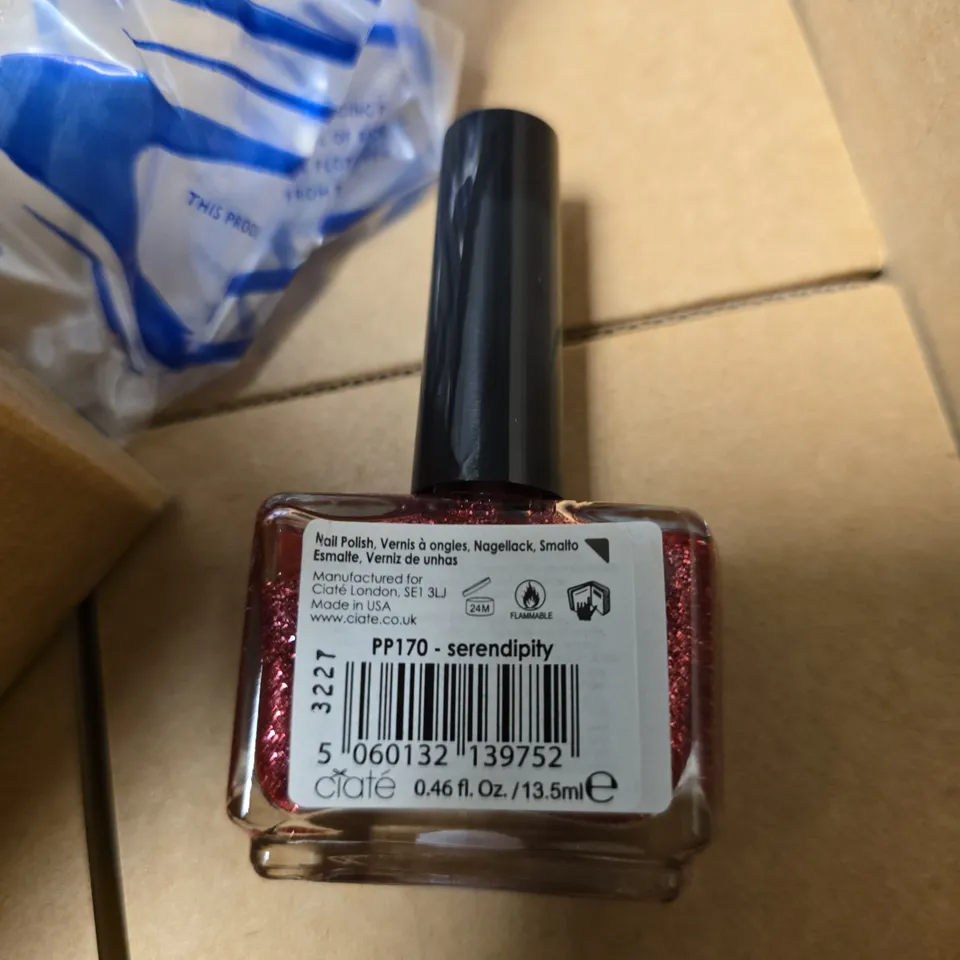 THIS PROD
Nail Polish, Vernis à ongles, Nagellack, Smalto
Esmalte, Verniz de unhas
Manufactured for
Ciaté London, SE1 3LJ
Made in USA
www.ciate.co.uk
24M
FLAMMABLE
PP170 - serendipity
3227
5 060132 139752
ciaté 0.46 fl. Oz. / 13.5ml e